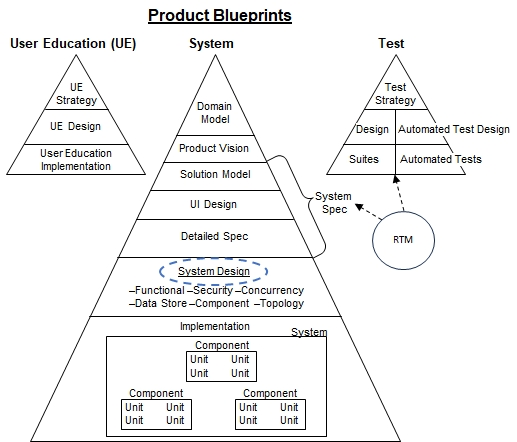 Product Blueprints
User Education (UE)
System
Test
UE
Strategy
UE Design
User Education
Implementation
Domain
Model
Product Vision
Solution Model
UI Design
Detailed Spec
System Design
–Functional –Security –Concurrency
–Data Store –Component –Topology
Implementation
System
Component
Unit Unit
Unit Unit
Component
Unit Unit
Unit Unit
Component
Unit Unit
Unit Unit
System
Spec
Test
Strategy
Design
Automated Test Design
Suites
Automated Tests
RTM